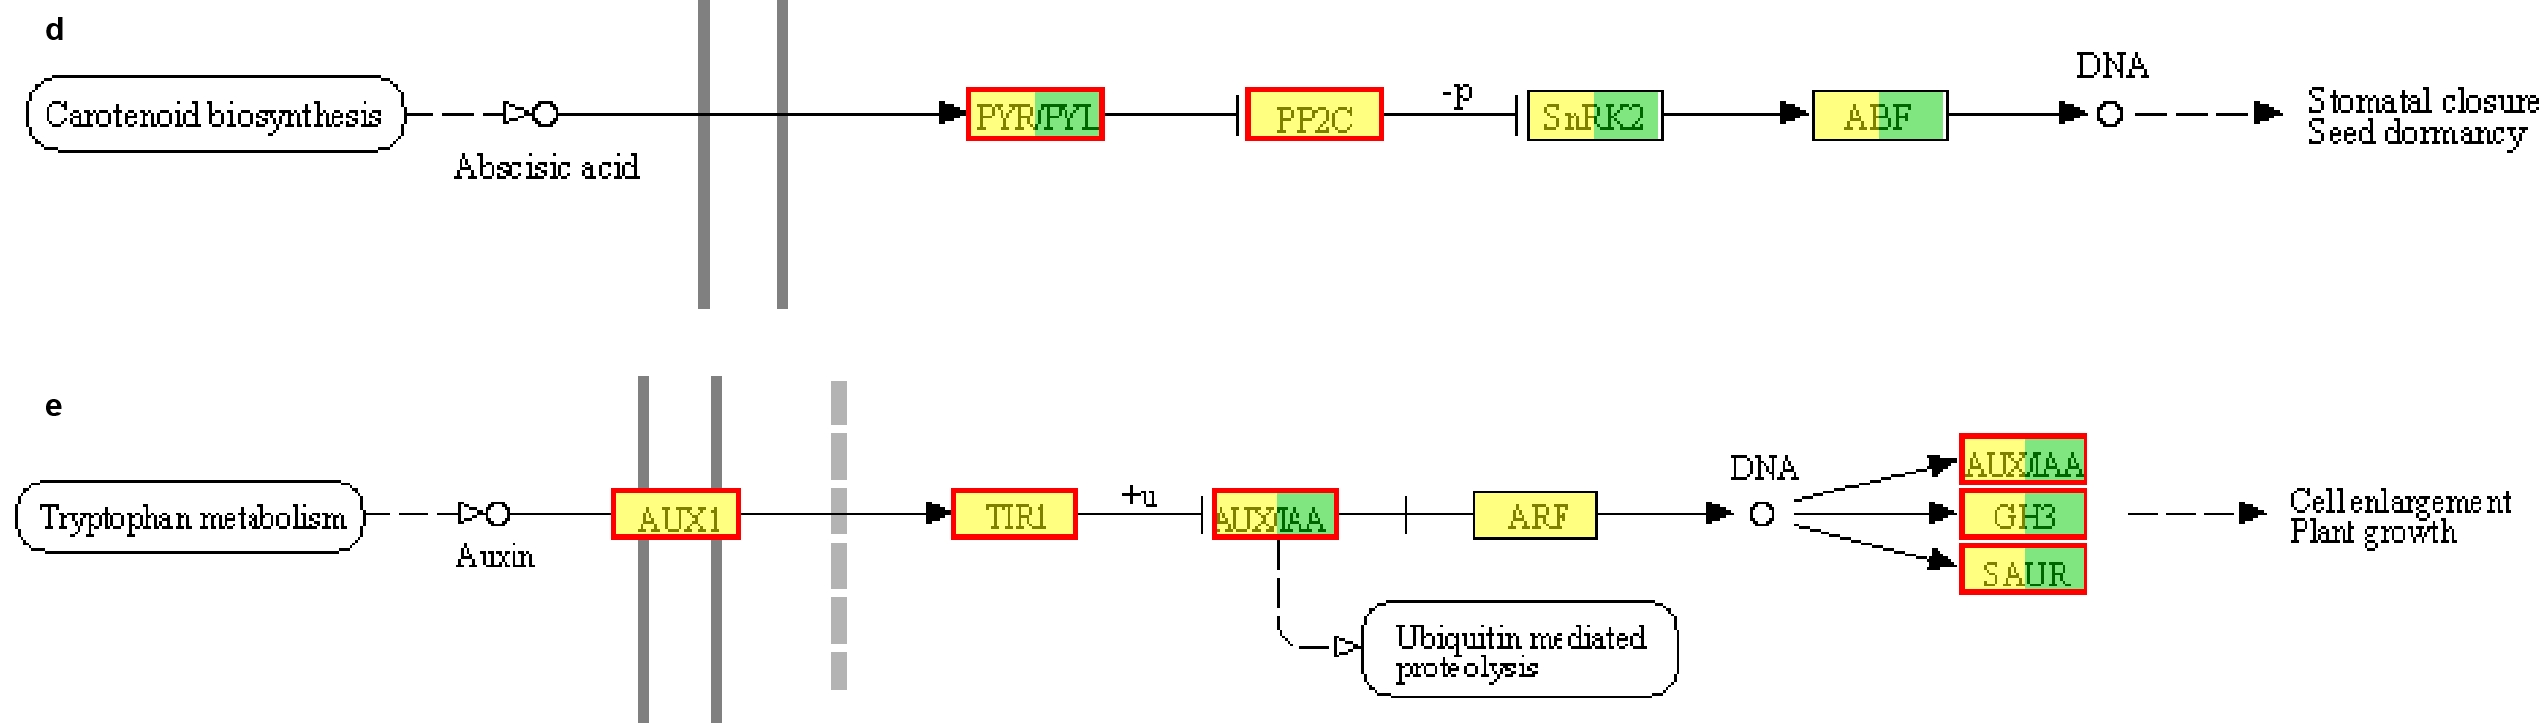 d
Carotenoid biosynthesis
Abscisic acid
PYR/PYL
PP2C
-p
SnRK2
ABF
DNA
Stomatal closure
Seed dormancy
e
Tryptophan metabolism
Auxin
AUX1
TIR1
+u
AUX/IAA
ARF
DNA
AUX/IAA
GH3
SAUR
Cell enlargement
Plant growth
Ubiquitin mediated
proteolysis